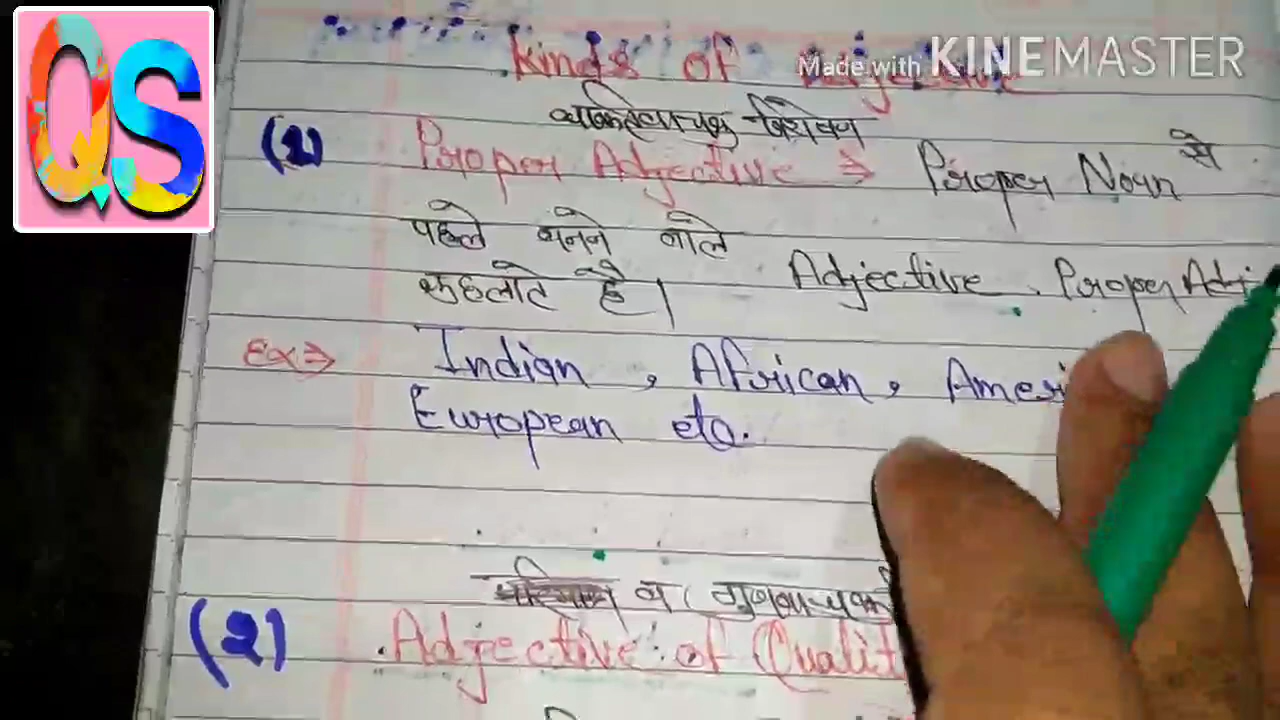 QS
Made with KINEMASTER
Kinds of Adjective
व्यक्तिवाचक विशेषण
(1) Proper Adjective ⇒ Proper Noun से
पहले बनने वाले Adjective Proper Adj
कहलाते है।
Ex⇒ Indian, African, Ameri
European etc.
व (गुणवाचक
(2) Adjective of Qualit